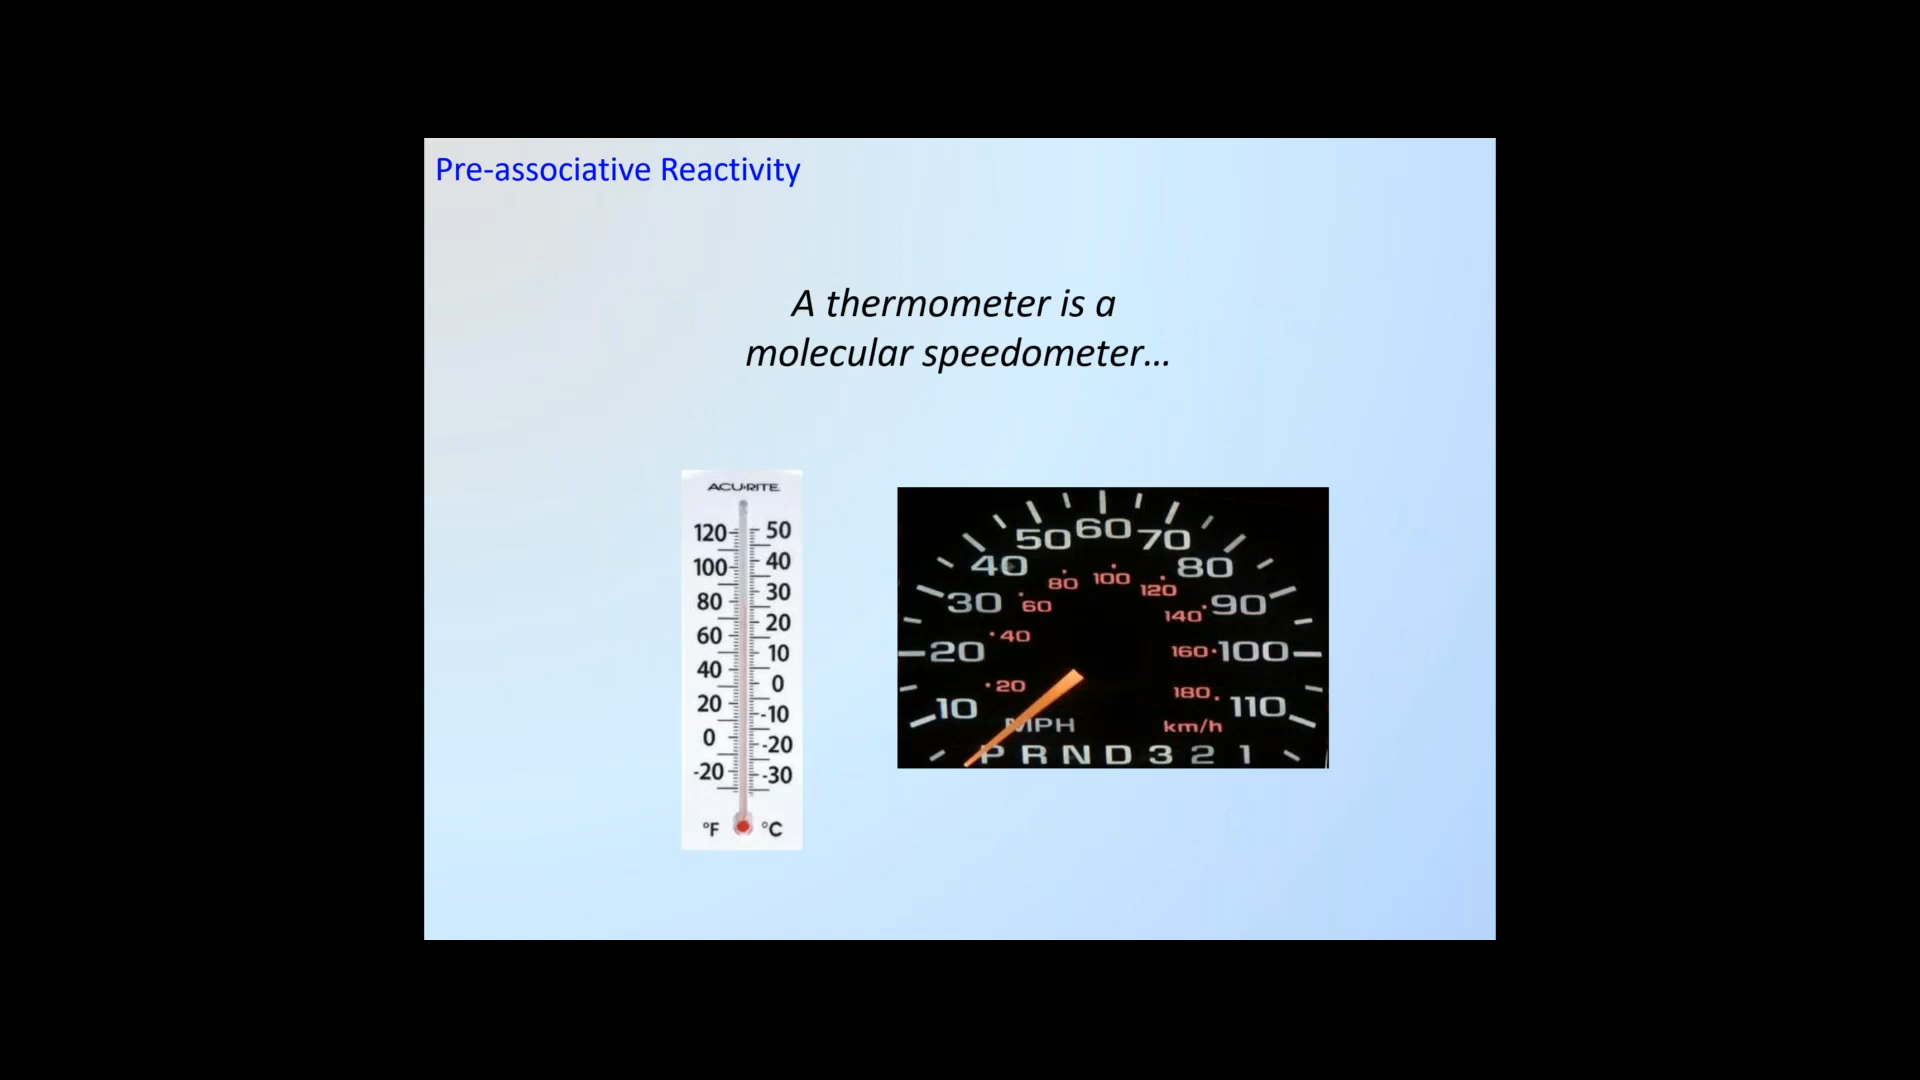 Pre-associative Reactivity
A thermometer is a
molecular speedometer…
ACU▸RITE
120 50
100 40
80 30
60 20
40 10
20 0
0 -10
-20 -20
-30
°F °C
50 60 70
40 80
80 100 120
30 60 140 90
20 40 160 100
20 180
10 110
MPH km/h
P R N D 3 2 1